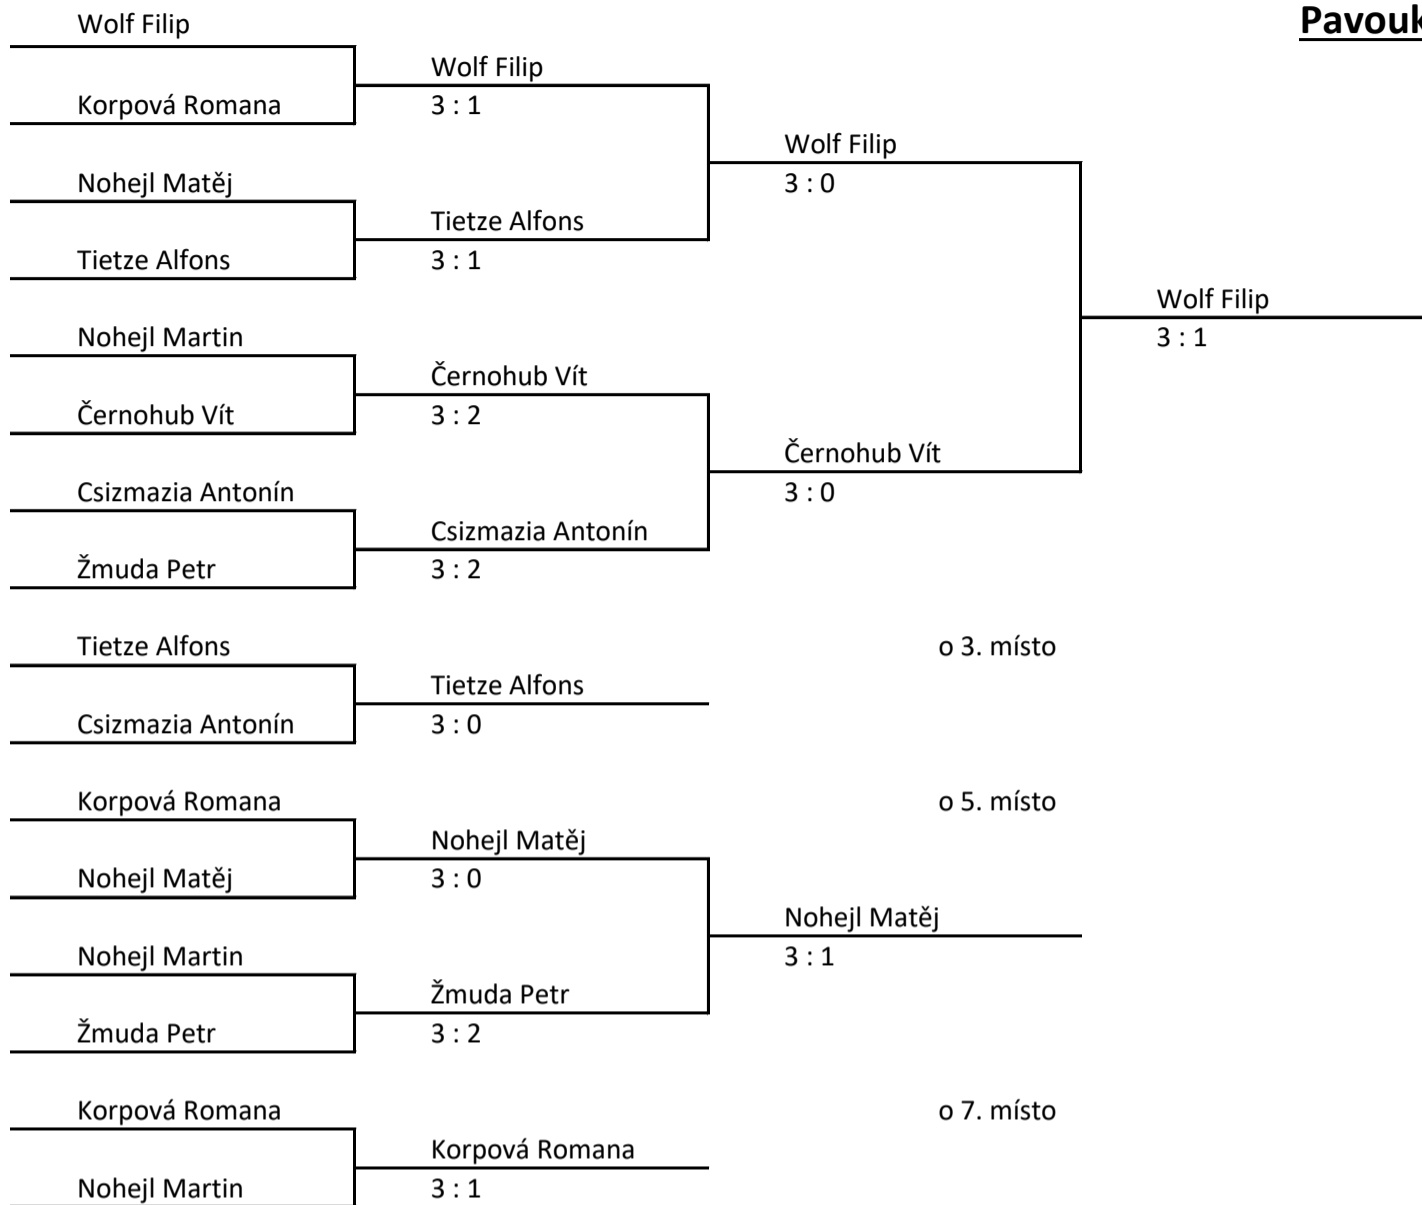 Wolf Filip
Pavouk
Wolf Filip
Korpová Romana
3 : 1
Wolf Filip
Nohejl Matěj
3 : 0
Tietze Alfons
Tietze Alfons
3 : 1
Wolf Filip
Nohejl Martin
3 : 1
Černohub Vít
Černohub Vít
3 : 2
Černohub Vít
Csizmazia Antonín
3 : 0
Csizmazia Antonín
Žmuda Petr
3 : 2
Tietze Alfons
o 3. místo
Tietze Alfons
Csizmazia Antonín
3 : 0
Korpová Romana
o 5. místo
Nohejl Matěj
Nohejl Matěj
3 : 0
Nohejl Matěj
Nohejl Martin
3 : 1
Žmuda Petr
Žmuda Petr
3 : 2
Korpová Romana
o 7. místo
Korpová Romana
Nohejl Martin
3 : 1